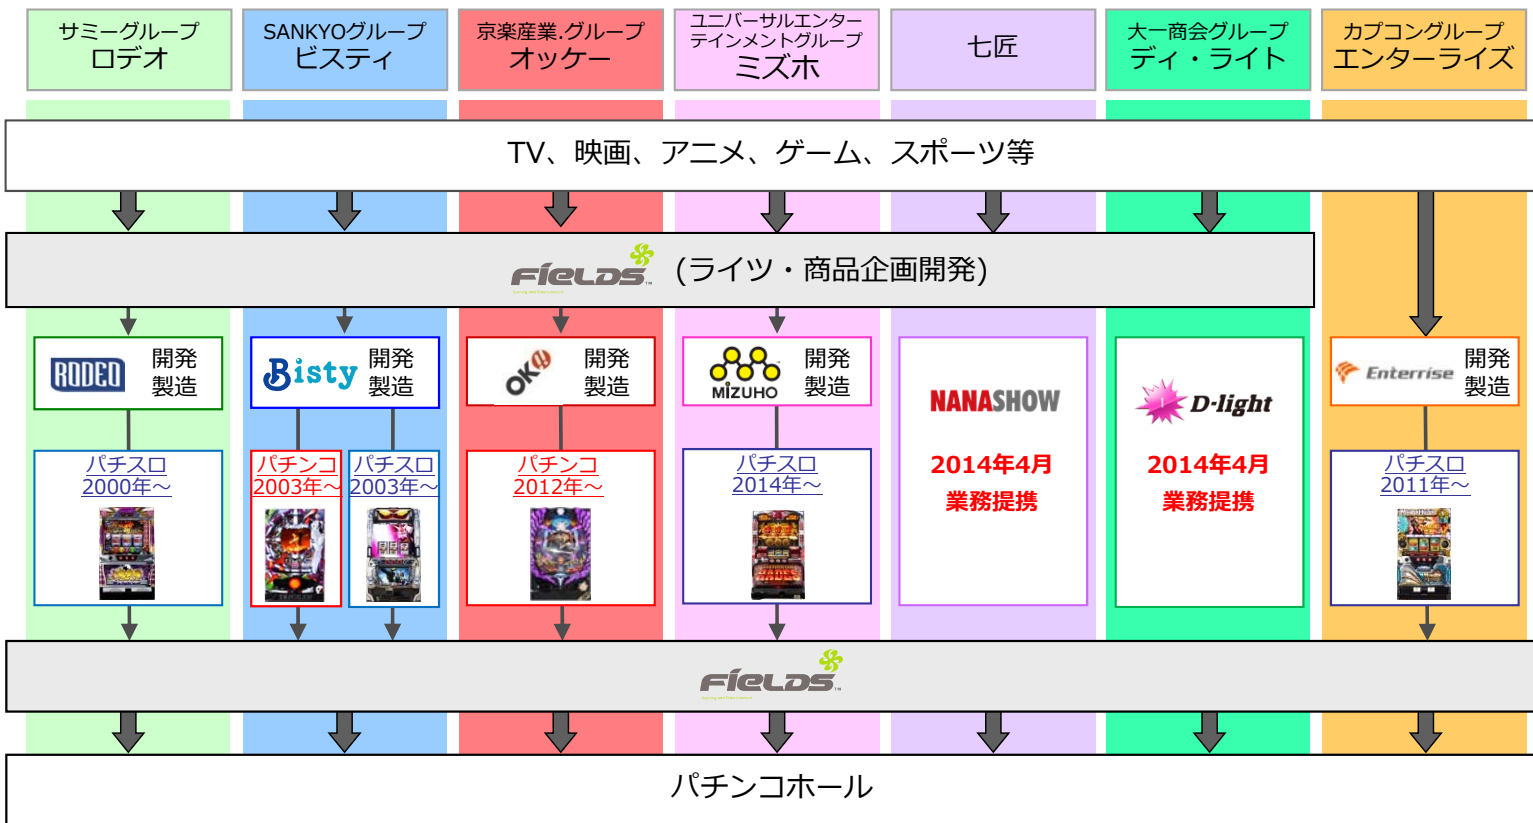 サミーグループ
ロデオ
SANKYOグループ
ビスティ
京楽産業.グループ
オッケー
ユニバーサルエンター
テインメントグループ
ミズホ
七匠
大一商会グループ
ディ・ライト
カプコングループ
エンターライズ
TV、映画、アニメ、ゲーム、スポーツ等
FIELDS (ライツ・商品企画開発)
RODEO
開発
製造
Bisty
開発
製造
OK!!
開発
製造
MIZUHO
開発
製造
NANASHOW
D-light
Enterrise
開発
製造
パチスロ
2000年～
パチンコ
2003年～
パチスロ
2003年～
パチンコ
2012年～
パチスロ
2014年～
2014年4月
業務提携
2014年4月
業務提携
パチスロ
2011年～
FIELDS
パチンコホール